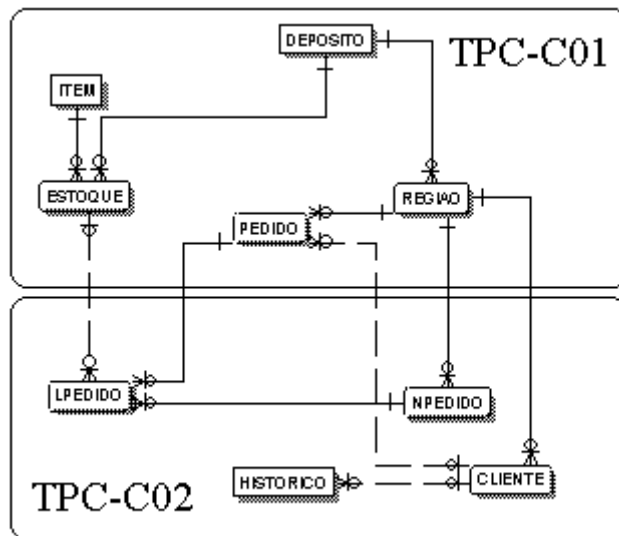 DEPOSITO
TPC-C01
ITEM
ESTOQUE
REGIAO
PEDIDO
LPEDIDO
NPEDIDO
TPC-C02
HISTORICO
CLIENTE